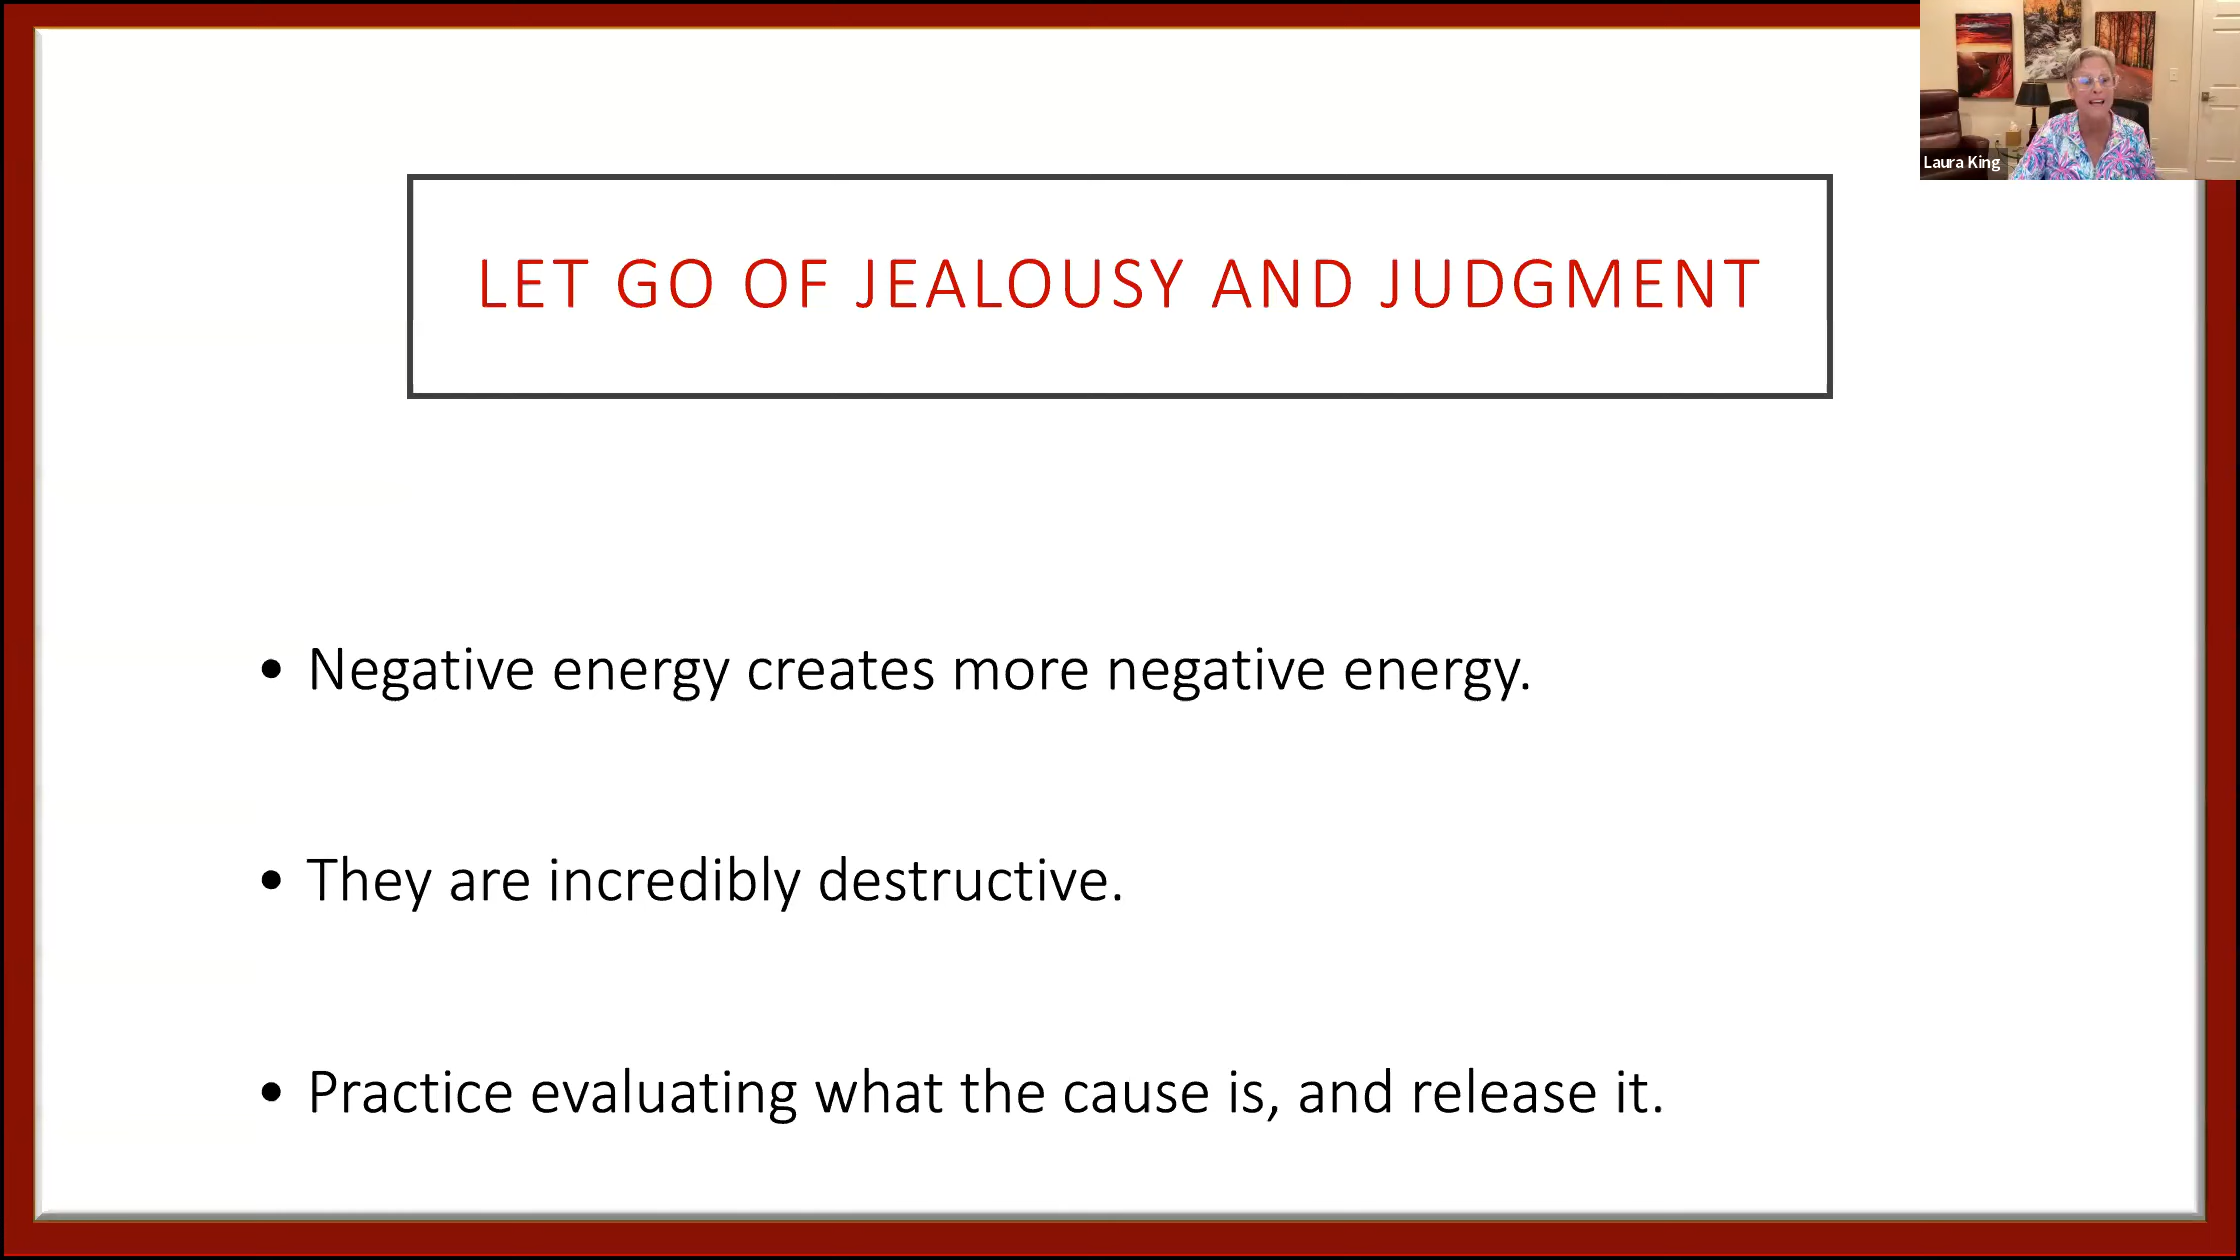 Laura King
LET GO OF JEALOUSY AND JUDGMENT
• Negative energy creates more negative energy.
• They are incredibly destructive.
• Practice evaluating what the cause is, and release it.